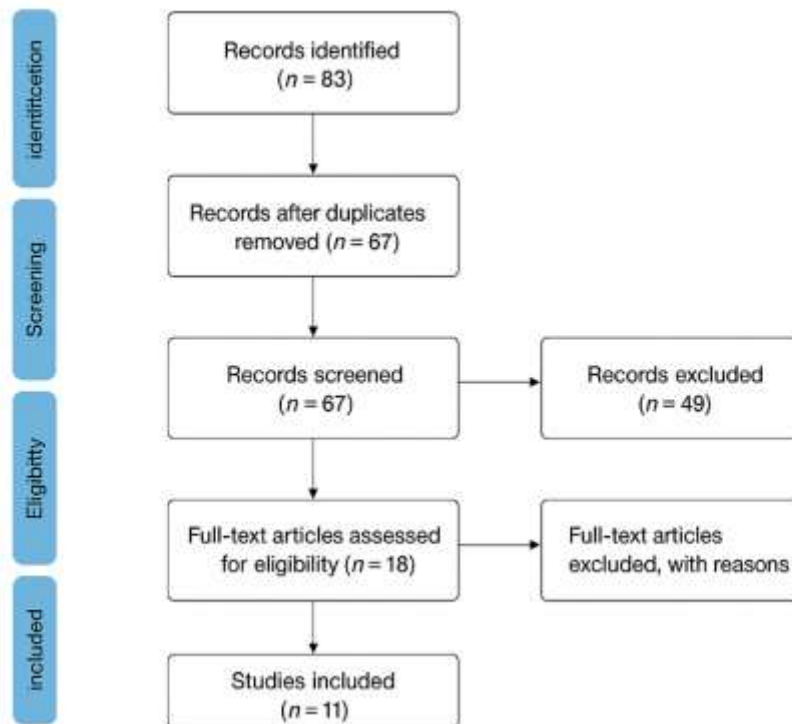 identiftcetion
Records identified
(n = 83)
Records after duplicates
removed (n = 67)
Screening
Records screened
(n = 67)
Records excluded
(n = 49)
Eligibitty
Full-text articles assessed
for eligibility (n = 18)
Full-text articles
excluded, with reasons
included
Studies included
(n = 11)